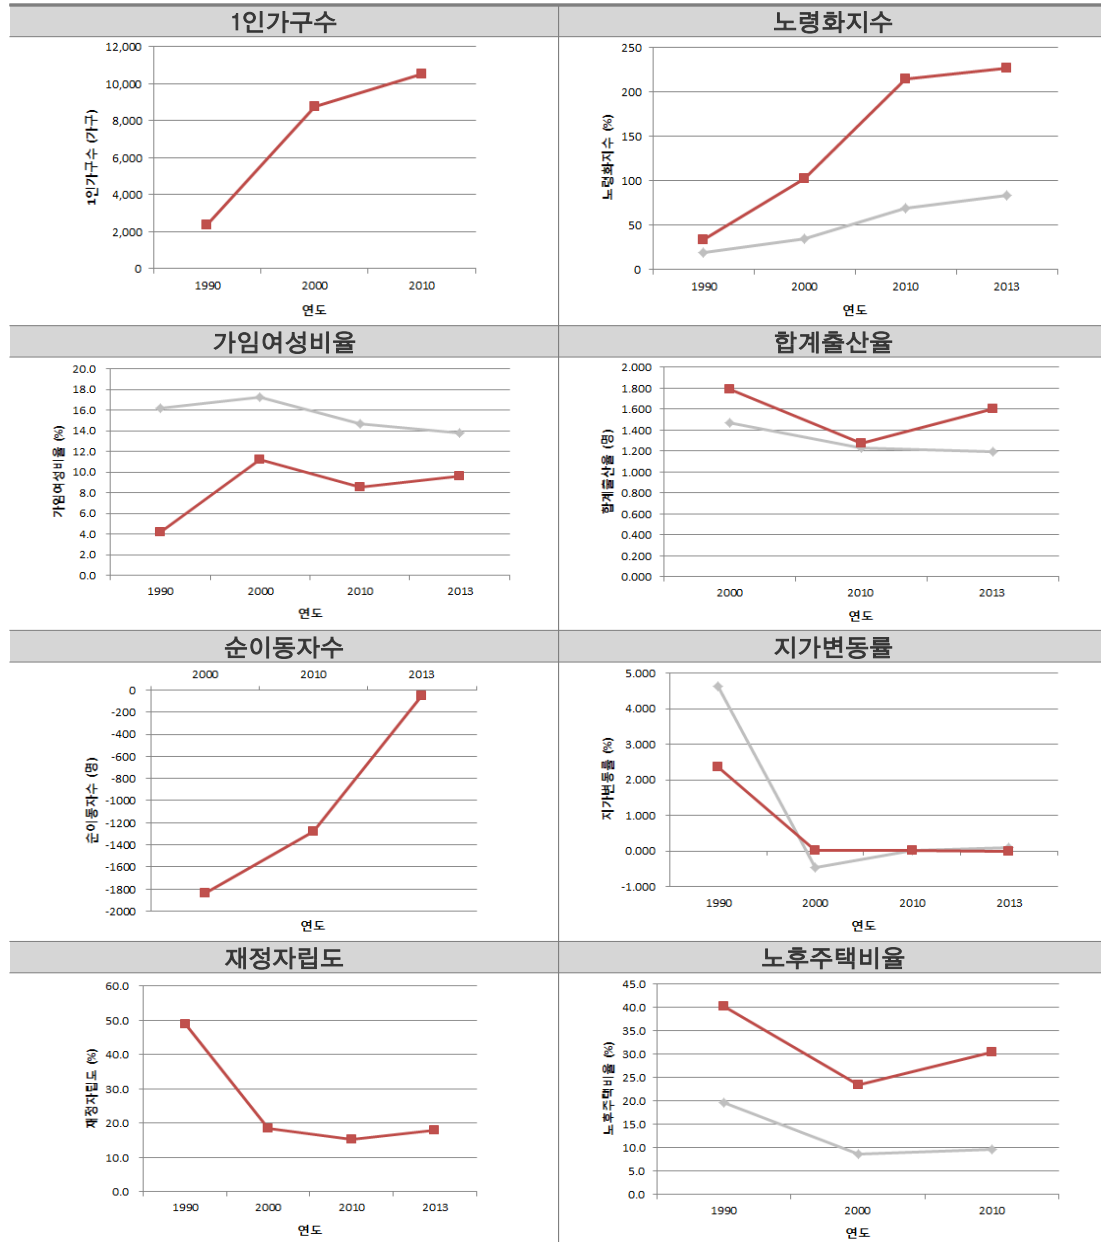 1인가구수
12,000
10,000
8,000
6,000
4,000
2,000
0
1인가구수 (가구)
1990 2000 2010
연도
노령화지수
250
200
150
100
50
0
노령화지수 (%)
1990 2000 2010 2013
연도
가임여성비율
20.0
18.0
16.0
14.0
12.0
10.0
8.0
6.0
4.0
2.0
0.0
가임여성비율 (%)
1990 2000 2010 2013
연도
합계출산율
2.000
1.800
1.600
1.400
1.200
1.000
0.800
0.600
0.400
0.200
0.000
합계출산율 (명)
2000 2010 2013
연도
순이동자수
2000 2010 2013
0
-200
-400
-600
-800
-1000
-1200
-1400
-1600
-1800
-2000
순이동자수 (명)
연도
지가변동률
5.000
4.000
3.000
2.000
1.000
0.000
-1.000
지가변동률 (%)
1990 2000 2010 2013
연도
재정자립도
60.0
50.0
40.0
30.0
20.0
10.0
0.0
재정자립도 (%)
1990 2000 2010 2013
연도
노후주택비율
45.0
40.0
35.0
30.0
25.0
20.0
15.0
10.0
5.0
0.0
노후주택비율 (%)
1990 2000 2010
연도